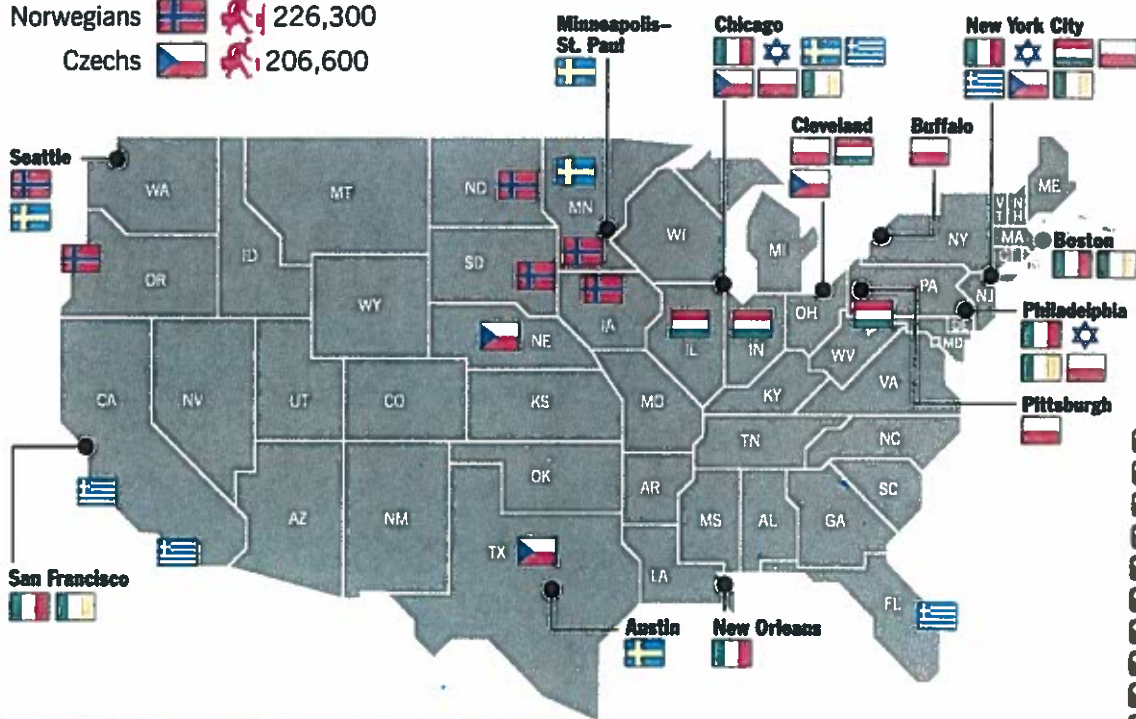 Norwegians 226,300
Czechs 206,600
Minneapolis–
St. Paul
Chicago
New York City
Cleveland
Buffalo
Seattle
WA
MT
ND
MN
WI
MI
NY
VT
NH
ME
MA
Boston
OR
ID
WY
SD
IA
NE
IL
IN
OH
PA
NJ
Philadelphia
DE
MD
WV
VA
Pittsburgh
CA
NV
UT
CO
KS
MO
KY
TN
NC
SC
OK
AR
AZ
NM
TX
LA
MS
AL
GA
FL
San Francisco
Austin
New Orleans